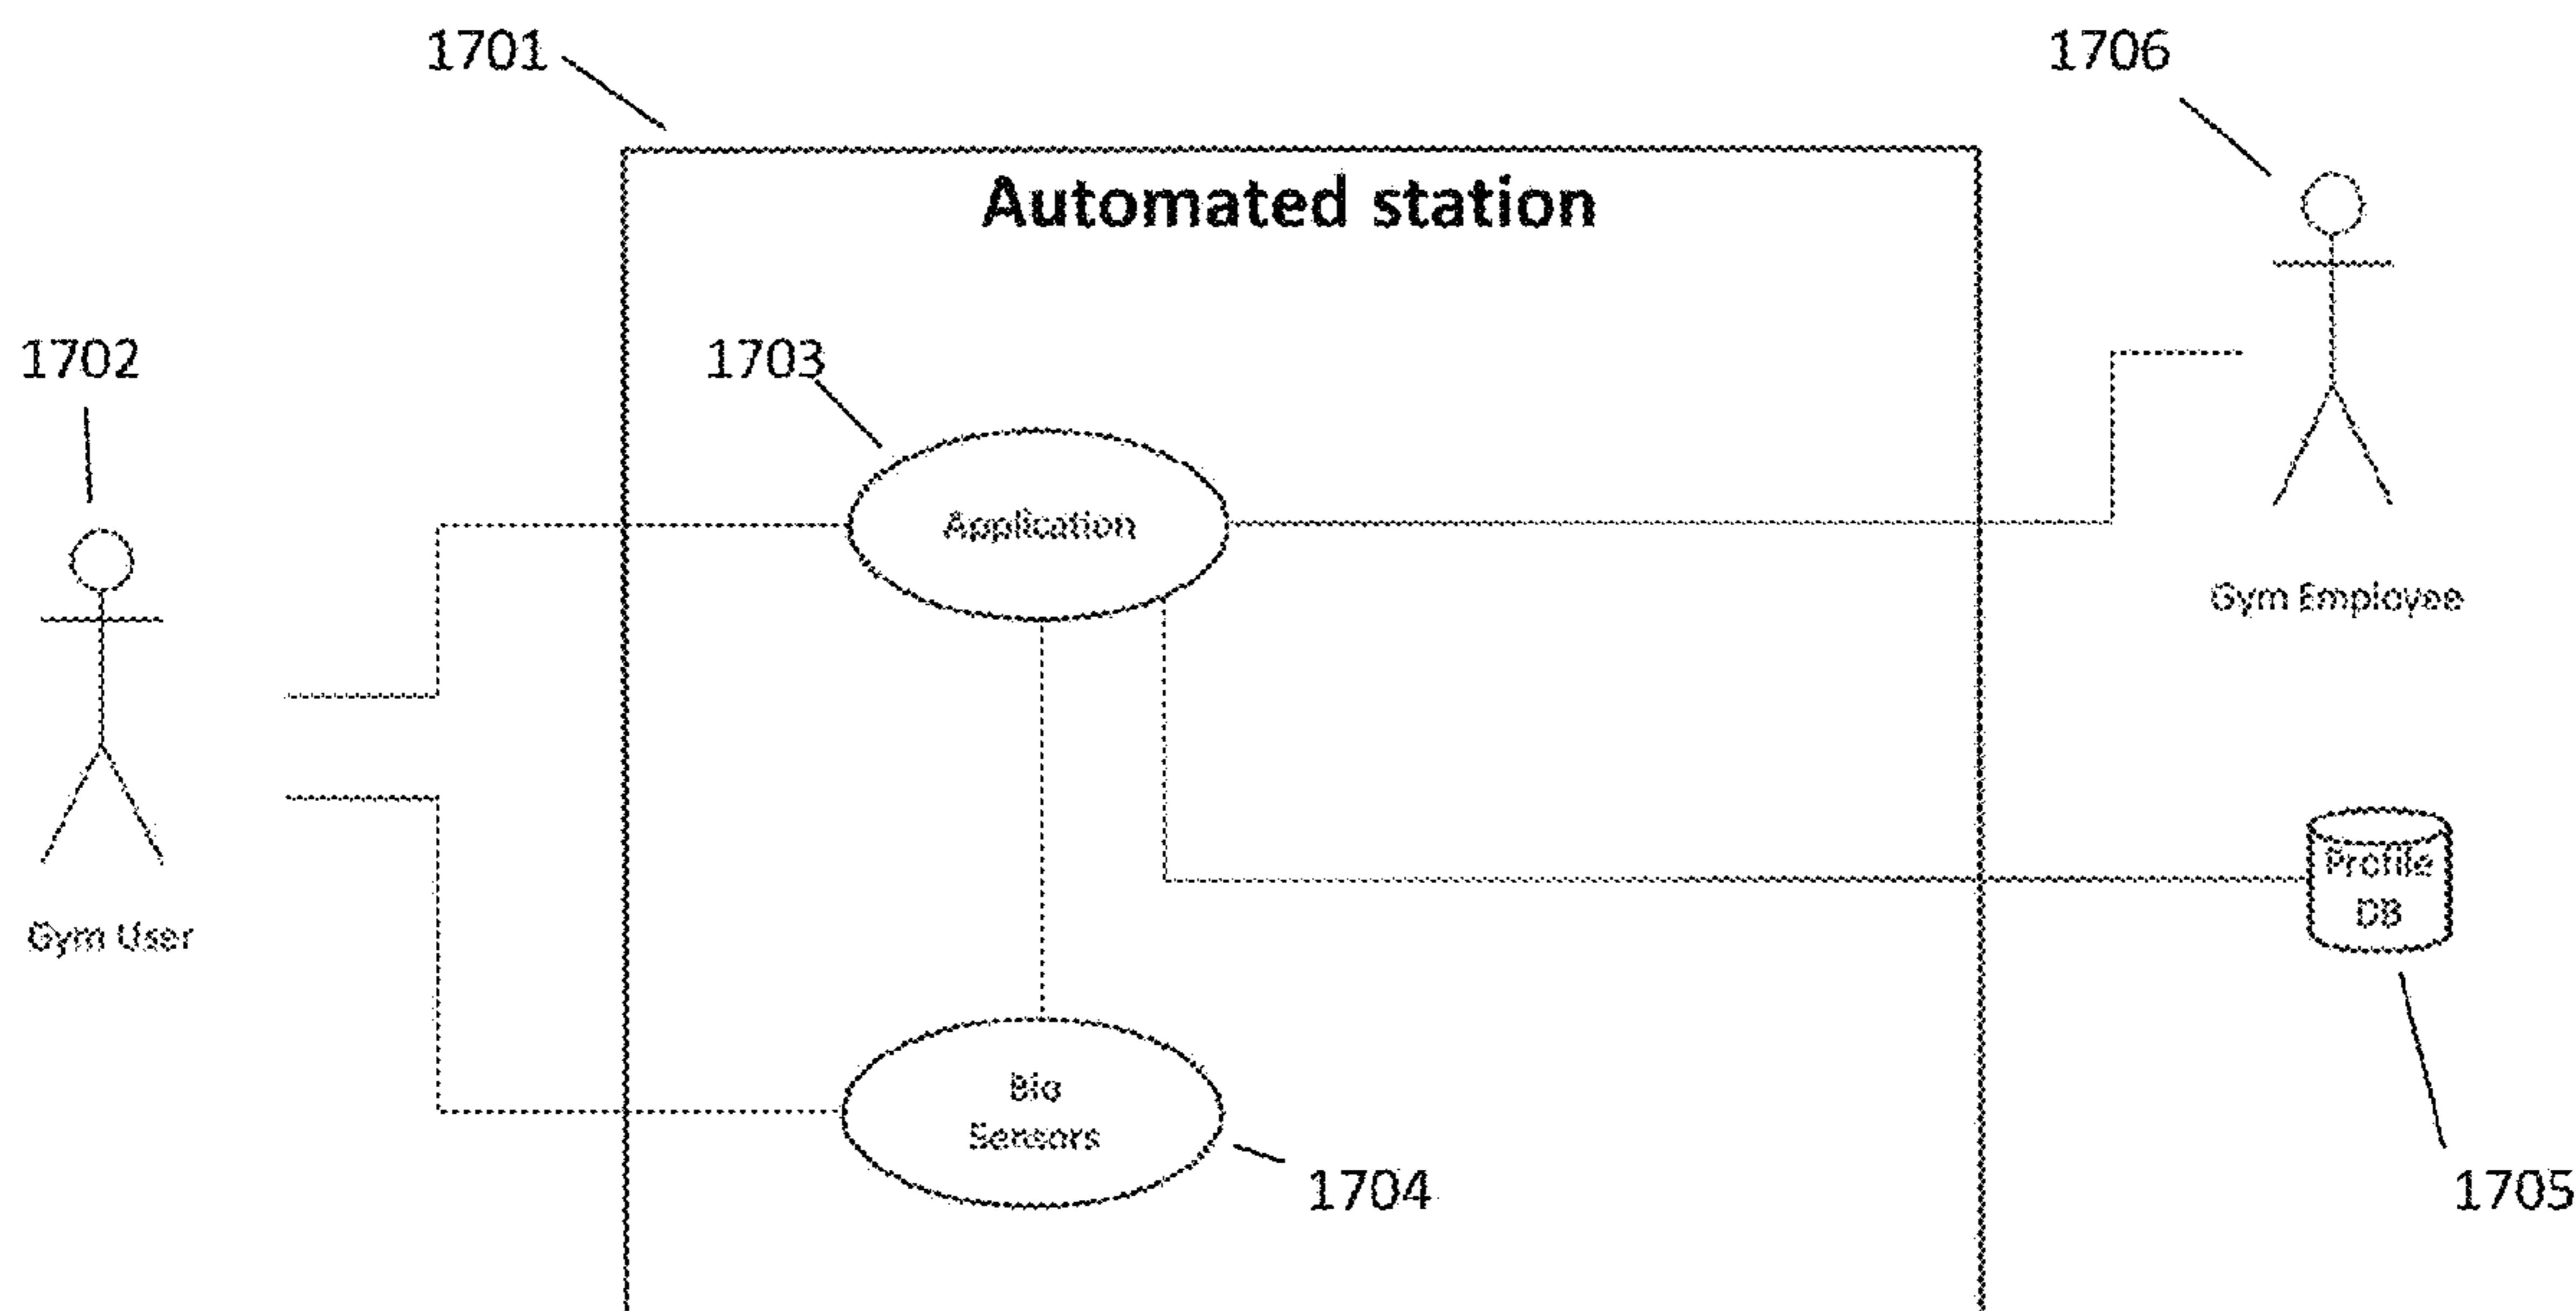 1701
1706
Automated station
1702
1703
Application
Gym Employee
Profile
DB
Gym User
Bio
Sensors
1704
1705